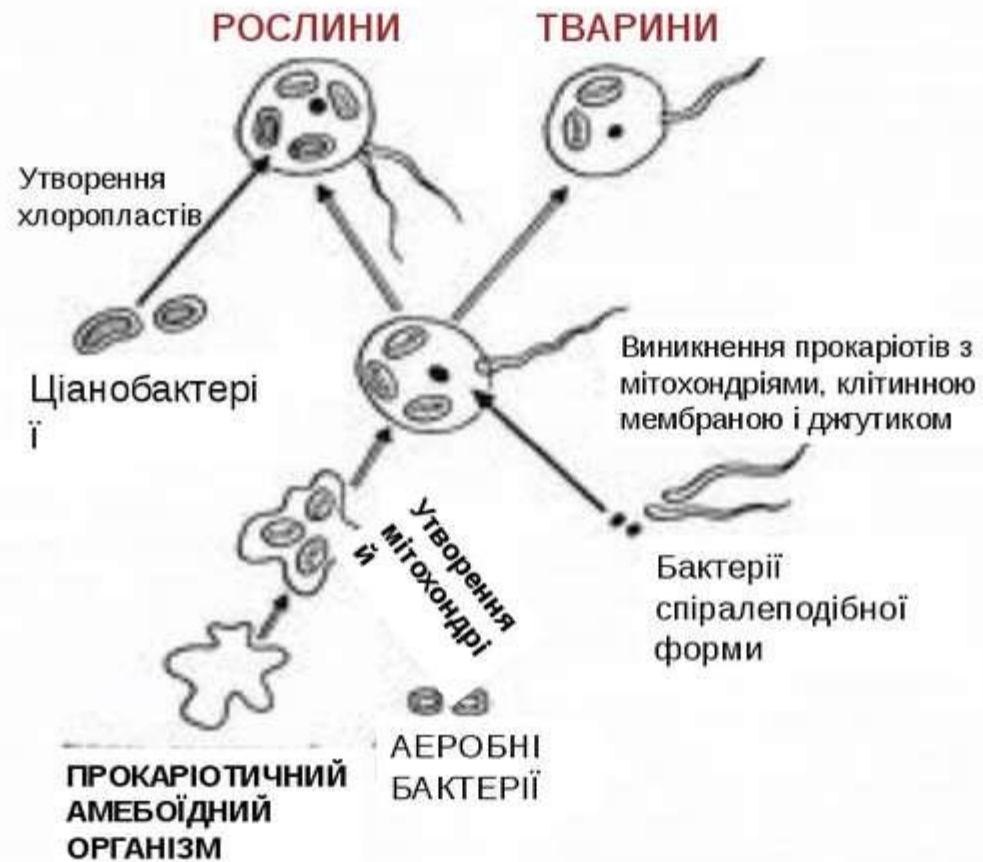 РОСЛИНИ
ТВАРИНИ
Утворення
хлоропластів
Ціанобактері
ї
Виникнення прокаріотів з
мітохондріями, клітинною
мембраною і джгутиком
Утворення
мітохондрі
й
Бактерії
спіралеподібної
форми
АЕРОБНІ
БАКТЕРІЇ
ПРОКАРІОТИЧНИЙ
АМЕБОЇДНИЙ
ОРГАНІЗМ